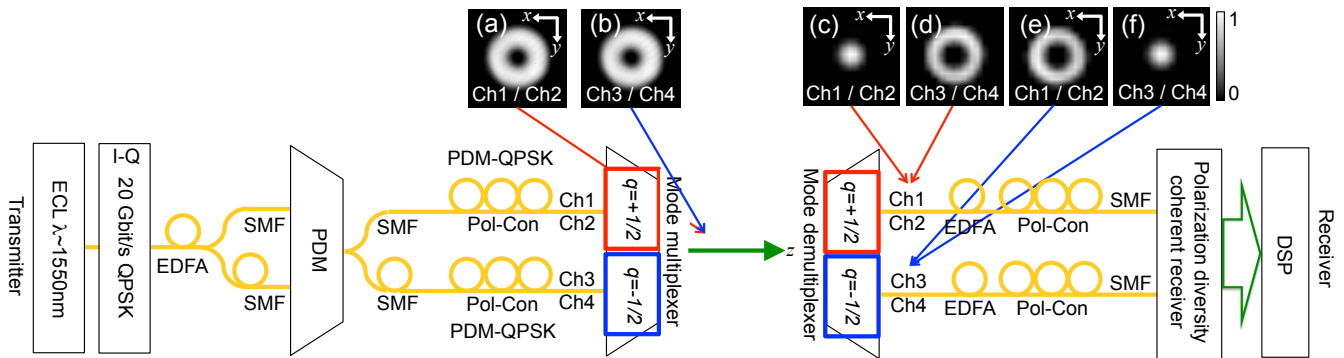 (a)
x
y
Ch1 / Ch2
(b)
x
y
Ch3 / Ch4
(c)
x
y
Ch1 / Ch2
(d)
x
y
Ch3 / Ch4
(e)
x
y
Ch1 / Ch2
(f)
x
y
Ch3 / Ch4
1
0
Transmitter
ECL λ~1550nm
I-Q
20 Gbit/s QPSK
EDFA
SMF
SMF
PDM
SMF
SMF
PDM-QPSK
Pol-Con
Ch1
Ch2
Pol-Con
PDM-QPSK
Ch3
Ch4
q=+1/2
q=-1/2
Mode multiplexer
z
Mode demultiplexer
q=+1/2
q=-1/2
Ch1
Ch2
EDFA
Pol-Con
SMF
Ch3
Ch4
EDFA
Pol-Con
SMF
Polarization diversity
coherent receiver
DSP
Receiver